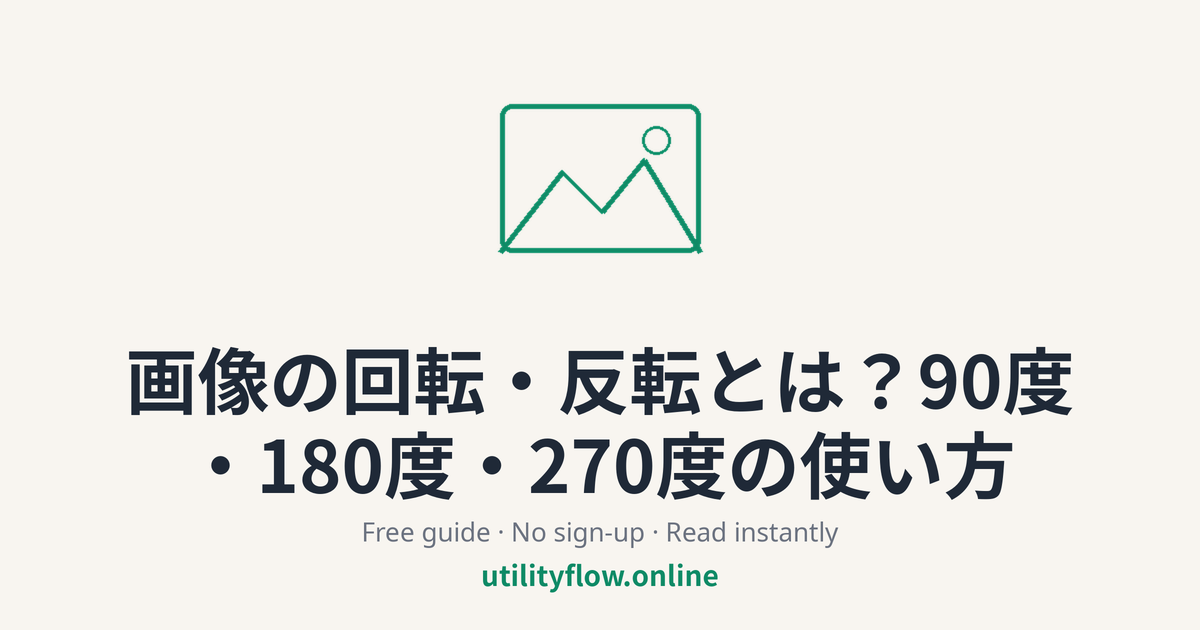 画像の回転・反転とは？90度
・180度・270度の使い方
Free guide · No sign-up · Read instantly
utilityflow.online